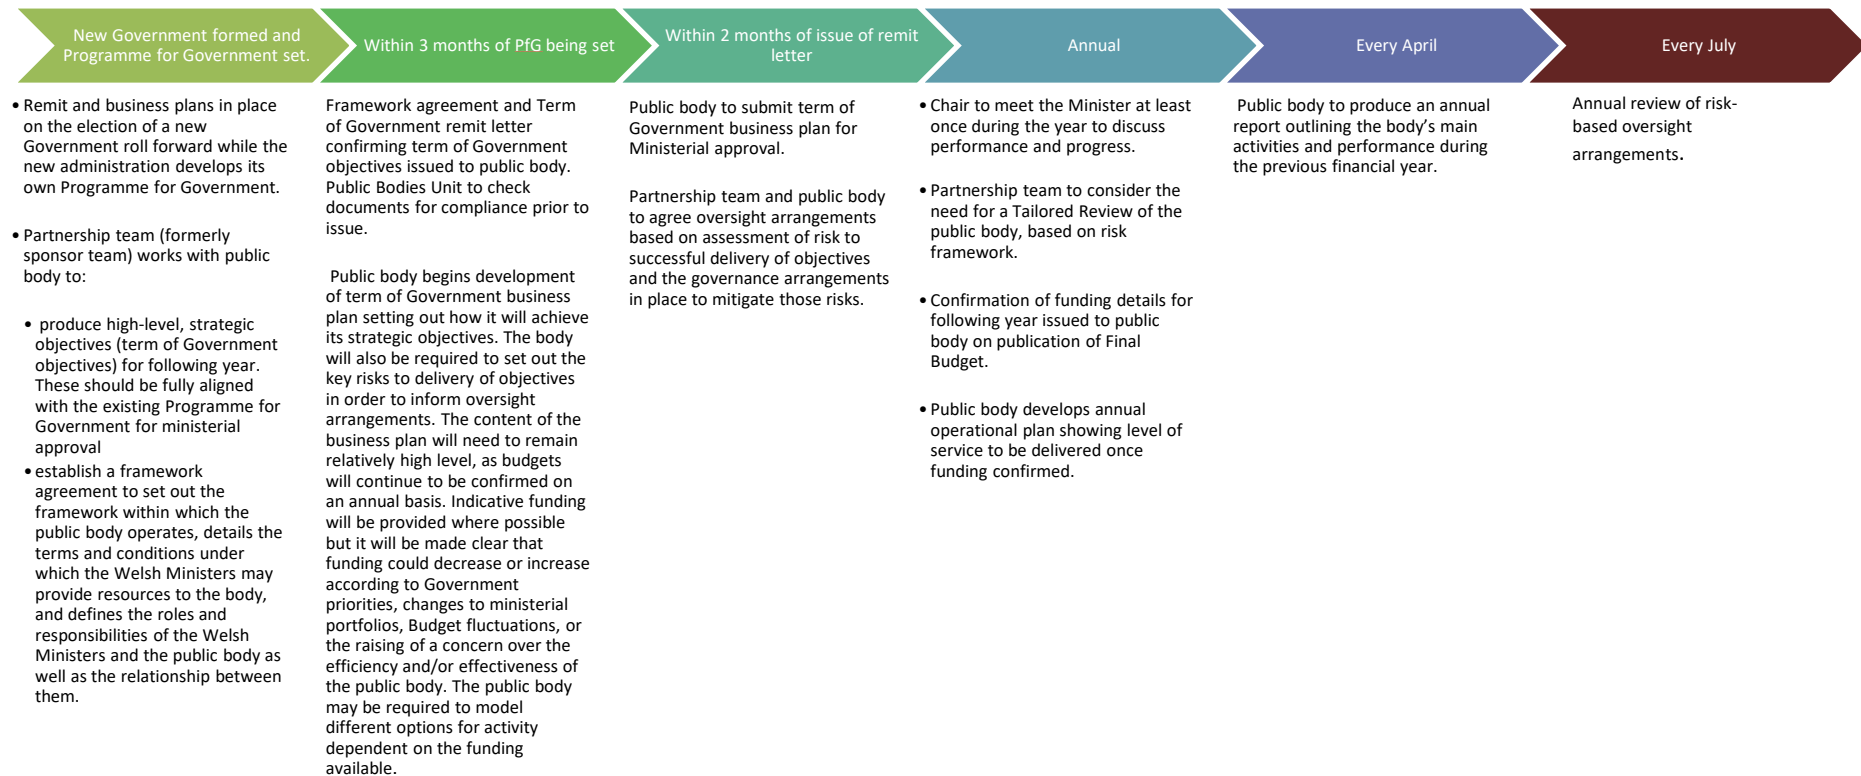 New Government formed and
Programme for Government set.
Within 3 months of PfG being set
Within 2 months of issue of remit
letter
Annual
Every April
Every July
• Remit and business plans in place
on the election of a new
Government roll forward while the
new administration develops its
own Programme for Government.
• Partnership team (formerly
sponsor team) works with public
body to:
• produce high-level, strategic
objectives (term of Government
objectives) for following year.
These should be fully aligned
with the existing Programme for
Government for ministerial
approval
• establish a framework
agreement to set out the
framework within which the
public body operates, details the
terms and conditions under
which the Welsh Ministers may
provide resources to the body,
and defines the roles and
responsibilities of the Welsh
Ministers and the public body as
well as the relationship between
them.
Framework agreement and Term
of Government remit letter
confirming term of Government
objectives issued to public body.
Public Bodies Unit to check
documents for compliance prior to
issue.
Public body begins development
of term of Government business
plan setting out how it will achieve
its strategic objectives. The body
will also be required to set out the
key risks to delivery of objectives
in order to inform oversight
arrangements. The content of the
business plan will need to remain
relatively high level, as budgets
will continue to be confirmed on
an annual basis. Indicative funding
will be provided where possible
but it will be made clear that
funding could decrease or increase
according to Government
priorities, changes to ministerial
portfolios, Budget fluctuations, or
the raising of a concern over the
efficiency and/or effectiveness of
the public body. The public body
may be required to model
different options for activity
dependent on the funding
available.
Public body to submit term of
Government business plan for
Ministerial approval.
Partnership team and public body
to agree oversight arrangements
based on assessment of risk to
successful delivery of objectives
and the governance arrangements
in place to mitigate those risks.
• Chair to meet the Minister at least
once during the year to discuss
performance and progress.
• Partnership team to consider the
need for a Tailored Review of the
public body, based on risk
framework.
• Confirmation of funding details for
following year issued to public
body on publication of Final
Budget.
• Public body develops annual
operational plan showing level of
service to be delivered once
funding confirmed.
Public body to produce an annual
report outlining the body's main
activities and performance during
the previous financial year.
Annual review of risk-
based oversight
arrangements.